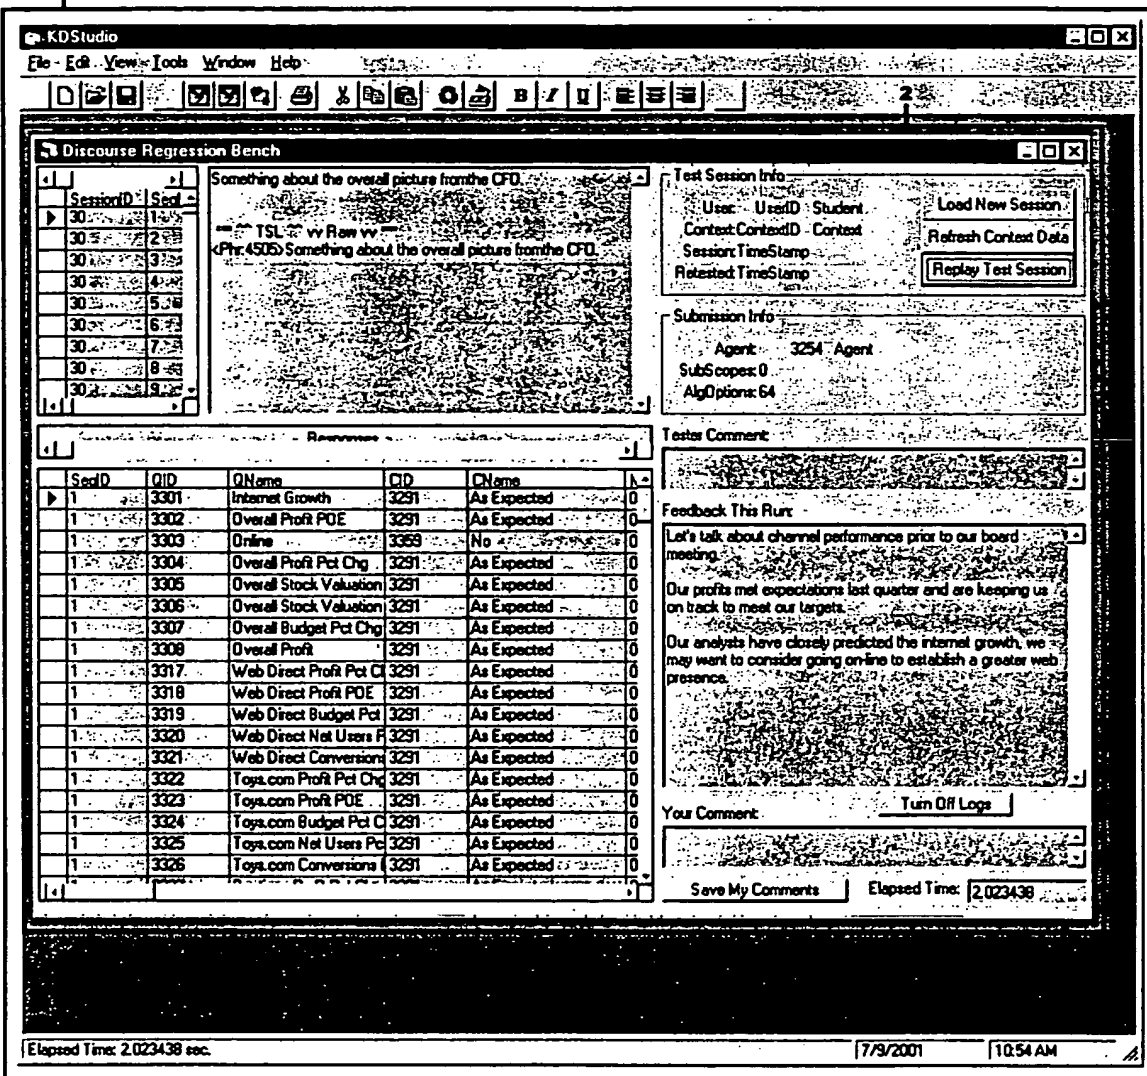 KDStudio
File Edit View Tools Window Help
B I U
2
Discourse Regression Bench
SessionID Seq
30 1
30 2
30 3
30 4
30 5
30 6
30 7
30 8
30 9
Something about the overall picture fromthe CFO.
== ^^ TSL ^^ vv Raw vv ==
<Phr:4505>Something about the overall picture fromthe CFO.
Test Session Info
User: UserID Student
Context:ContextID Context
Session:TimeStamp
Retested:TimeStamp
Load New Session
Refresh Context Data
Replay Test Session
Submission Info
Agent: 3254 Agent
SubScopes: 0
AlgOptions: 64
Responses
SeqID QID QName CID CName
1 3301 Internet Growth 3291 As Expected 0
1 3302 Overall Profit POE 3291 As Expected 0
1 3303 Online 3359 No 0
1 3304 Overall Profit Pct Chg 3291 As Expected 0
1 3305 Overall Stock Valuation 3291 As Expected 0
1 3306 Overall Stock Valuation 3291 As Expected 0
1 3307 Overall Budget Pct Chg 3291 As Expected 0
1 3308 Overall Profit 3291 As Expected 0
1 3317 Web Direct Profit Pct C 3291 As Expected 0
1 3318 Web Direct Profit POE 3291 As Expected 0
1 3319 Web Direct Budget Pct 3291 As Expected 0
1 3320 Web Direct Net Users P 3291 As Expected 0
1 3321 Web Direct Conversions 3291 As Expected 0
1 3322 Toys.com Profit Pct Chg 3291 As Expected 0
1 3323 Toys.com Profit POE 3291 As Expected 0
1 3324 Toys.com Budget Pct C 3291 As Expected 0
1 3325 Toys.com Net Users Pc 3291 As Expected 0
1 3326 Toys.com Conversions ( 3291 As Expected 0
Tester Comment:
Feedback This Run:
Let's talk about channel performance prior to our board
meeting.
Our profits met expectations last quarter and are keeping us
on track to meet our targets.
Our analysts have closely predicted the internet growth, we
may want to consider going on-line to establish a greater web
presence.
Turn Off Logs
Your Comment:
Save My Comments Elapsed Time: 2.023438
Elapsed Time: 2.023438 sec. 7/9/2001 10:54 AM